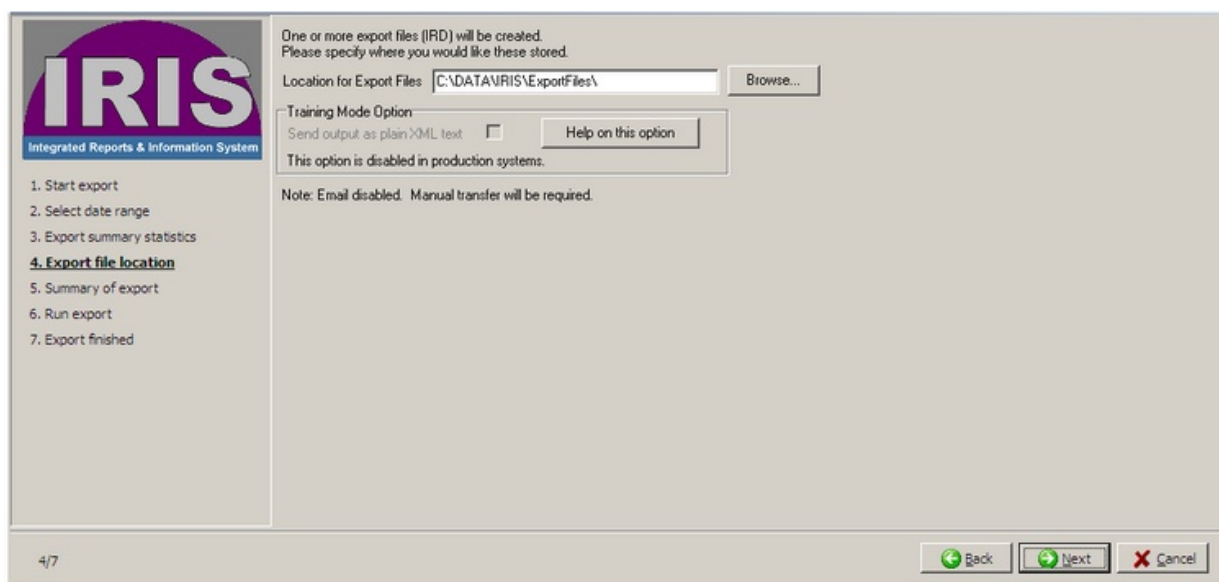 IRIS
Integrated Reports & Information System
1. Start export
2. Select date range
3. Export summary statistics
4. Export file location
5. Summary of export
6. Run export
7. Export finished
One or more export files (IRD) will be created.
Please specify where you would like these stored.
Location for Export Files C:\DATA\IRIS\ExportFiles\ Browse...
Training Mode Option
Send output as plain XML text Help on this option
This option is disabled in production systems.
Note: Email disabled. Manual transfer will be required.
4/7 Back Next Cancel